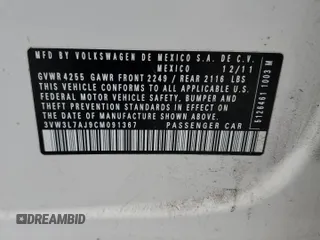 MFD BY VOLKSWAGEN DE MEXICO S.A. DE C.V.
MEXICO 12/11
GVWR 4255 GAWR FRONT 2249 / REAR 2116 LBS
THIS VEHICLE CONFORMS TO ALL APPLICABLE U.S.
FEDERAL MOTOR VEHICLE SAFETY, BUMPER AND
THEFT PREVENTION STANDARDS IN EFFECT ON THE
DATE OF MANUFACTURE SHOWN ABOVE.
3VW3L7AJ9CM091367 PASSENGER CAR
5126461 1003 M
© DREAMBID